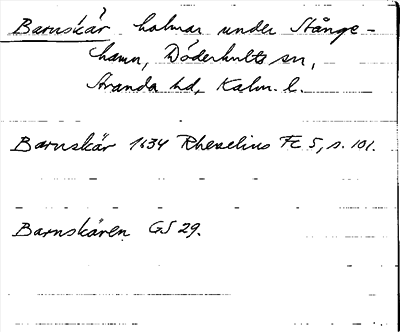 Barnskär holmar under Stånge-
hamn, Döderhults sn,
Stranda hd, Kalm. l.
Barnskär 1634 Rhezelius Fc 5, s. 101.
Barnskären GS 29.